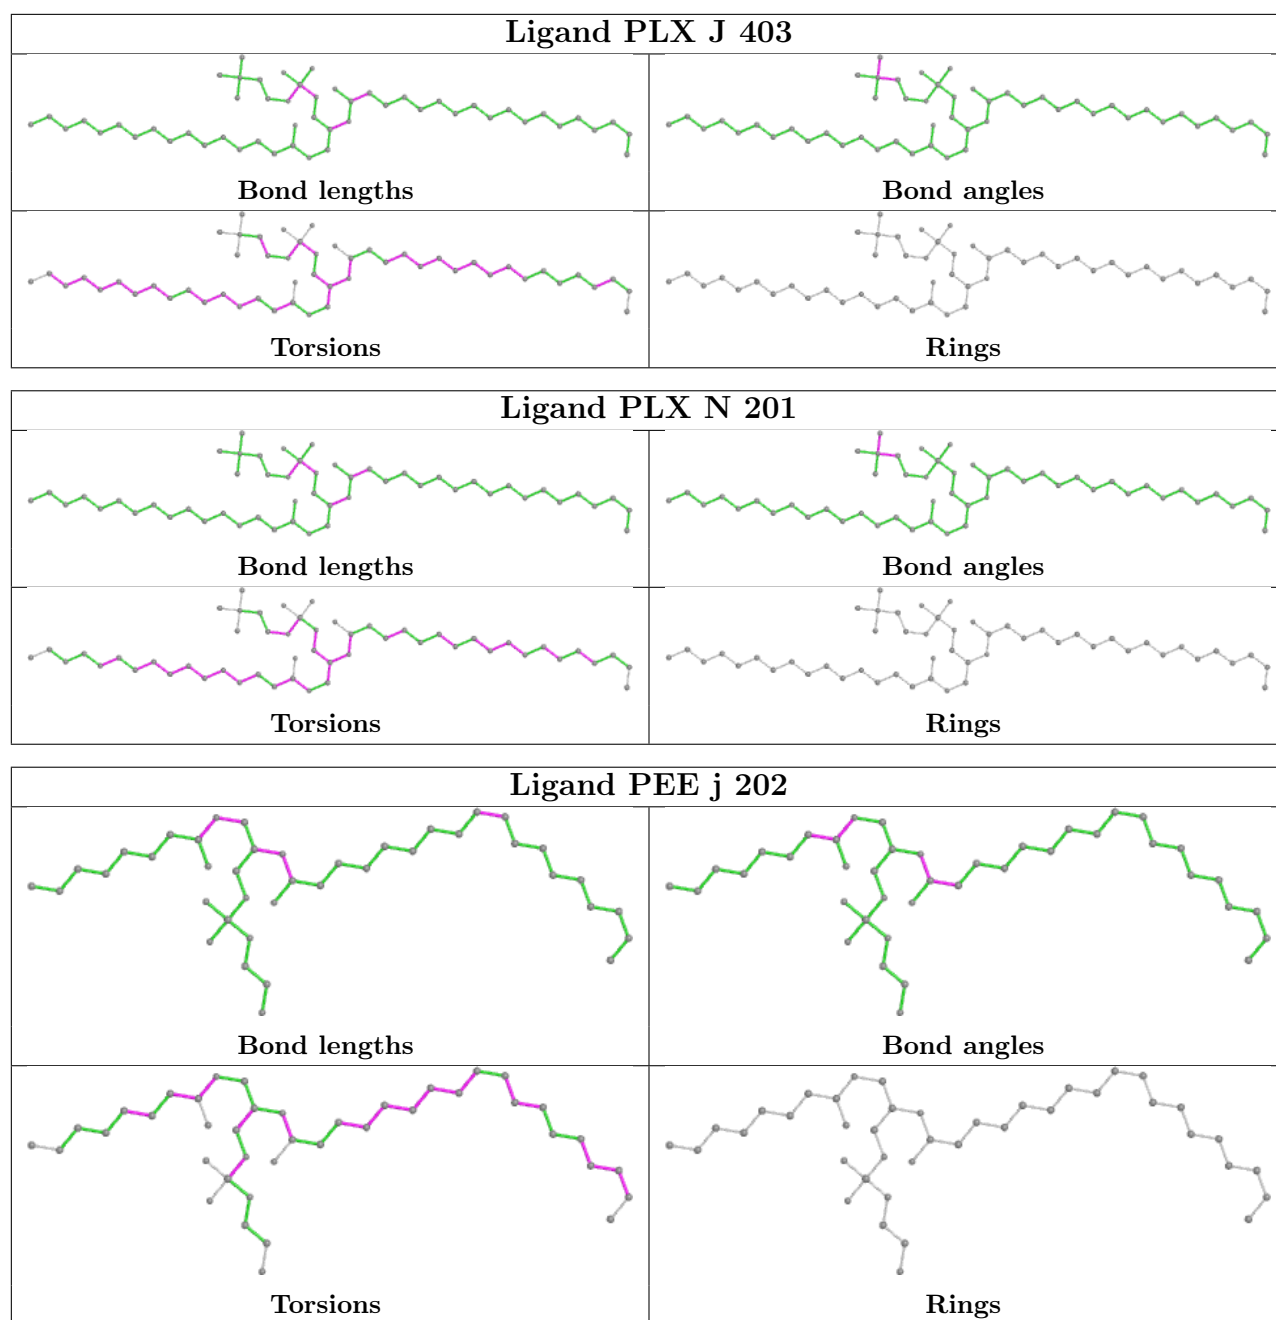 Ligand PLX J 403
Bond lengths
Bond angles
Torsions
Rings
Ligand PLX N 201
Bond lengths
Bond angles
Torsions
Rings
Ligand PEE j 202
Bond lengths
Bond angles
Torsions
Rings